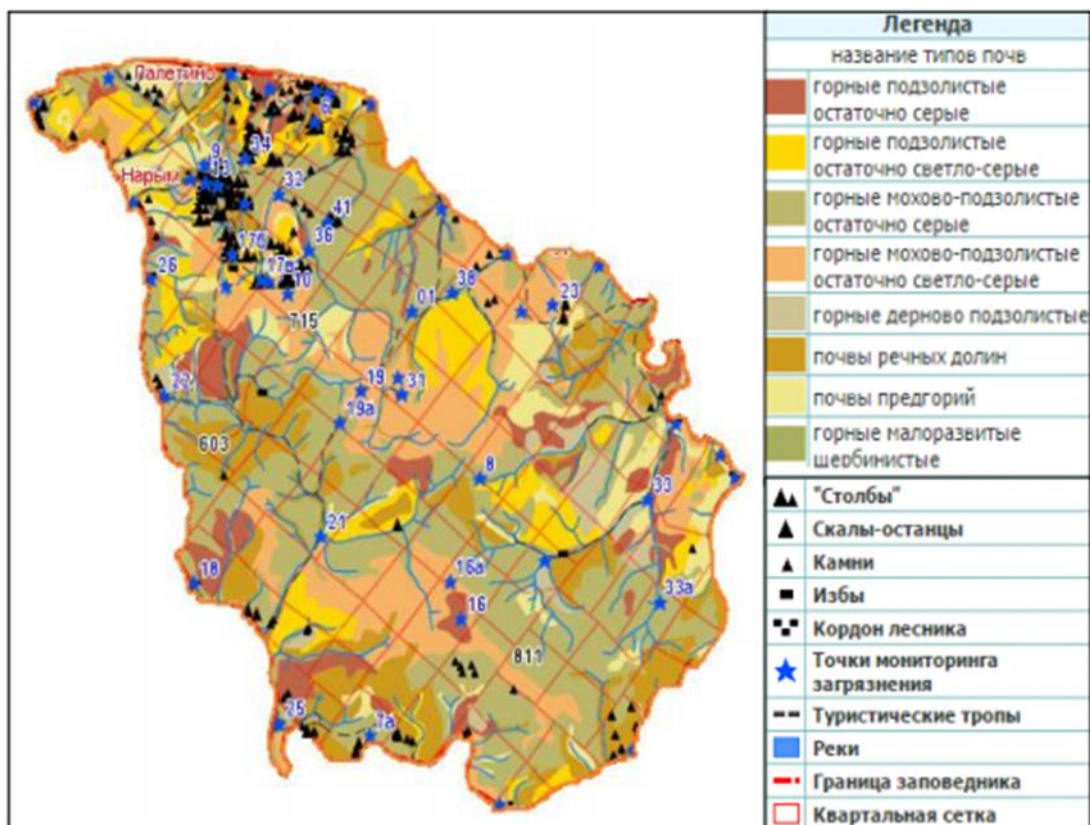 Легенда
название типов почв
горные подзолистые
остаточно серые
горные подзолистые
остаточно светло-серые
горные мохово-подзолистые
остаточно серые
горные мохово-подзолистые
остаточно светло-серые
горные дерново подзолистые
почвы речных долин
почвы предгорий
горные малоразвитые
щербинистые
"Столбы"
Скалы-останцы
Камни
Избы
Кордон лесника
Точки мониторинга
загрязнения
Туристические тропы
Реки
Граница заповедника
Квартальная сетка
Лалетино
6
34
9
13
Нарым
32
41
36
17б
17в
10
26
38
01
23
715
19
31
22
19а
603
8
33
21
16а
18
16
33а
811
25
7а